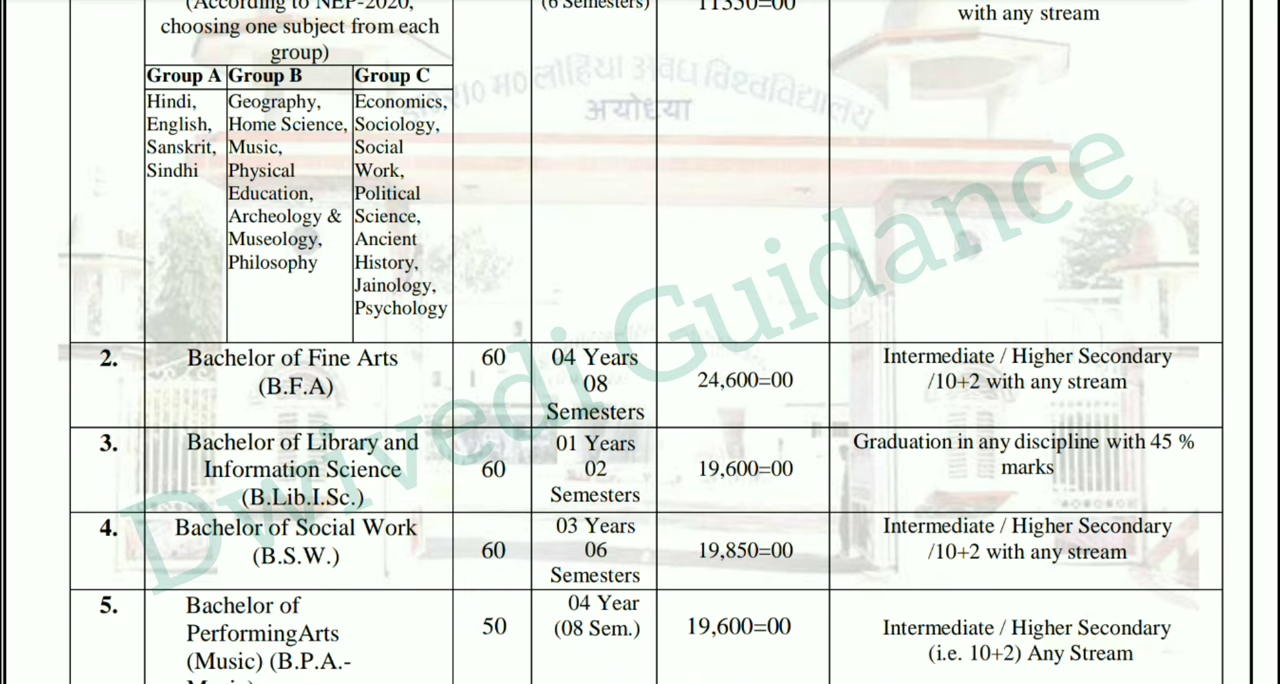 (According to NEP-2020,
choosing one subject from each
group)
(6 Semesters)
11350=00
with any stream
Group A Group B Group C
Hindi,
English,
Sanskrit,
Sindhi
Geography,
Home Science,
Music,
Physical
Education,
Archeology &
Museology,
Philosophy
Economics,
Sociology,
Social
Work,
Political
Science,
Ancient
History,
Jainology,
Psychology
2.
Bachelor of Fine Arts
(B.F.A)
60
04 Years
08
Semesters
24,600=00
Intermediate / Higher Secondary
/10+2 with any stream
3.
Bachelor of Library and
Information Science
(B.Lib.I.Sc.)
60
01 Years
02
Semesters
19,600=00
Graduation in any discipline with 45 %
marks
4.
Bachelor of Social Work
(B.S.W.)
60
03 Years
06
Semesters
19,850=00
Intermediate / Higher Secondary
/10+2 with any stream
5.
Bachelor of
PerformingArts
(Music) (B.P.A.-
50
04 Year
(08 Sem.)
19,600=00
Intermediate / Higher Secondary
(i.e. 10+2) Any Stream
म० लोहिया अवध विश्वविद्यालय
अयोध्या
Dwivedi Guidance